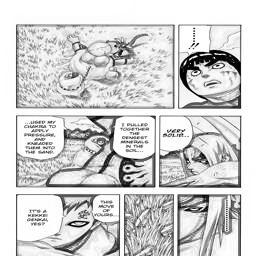 ...!!
VERY
SOLID...
I PULLED
TOGETHER
THE
DENSEST
MINERALS
IN THE
SOIL...
...USED MY
CHAKRA TO
APPLY
PRESSURE,
AND
KNEADED
THEM INTO
THE SAND.
THIS
MOVE OF
YOURS...
IT'S A
KEKKEI
GENKAI,
YES?